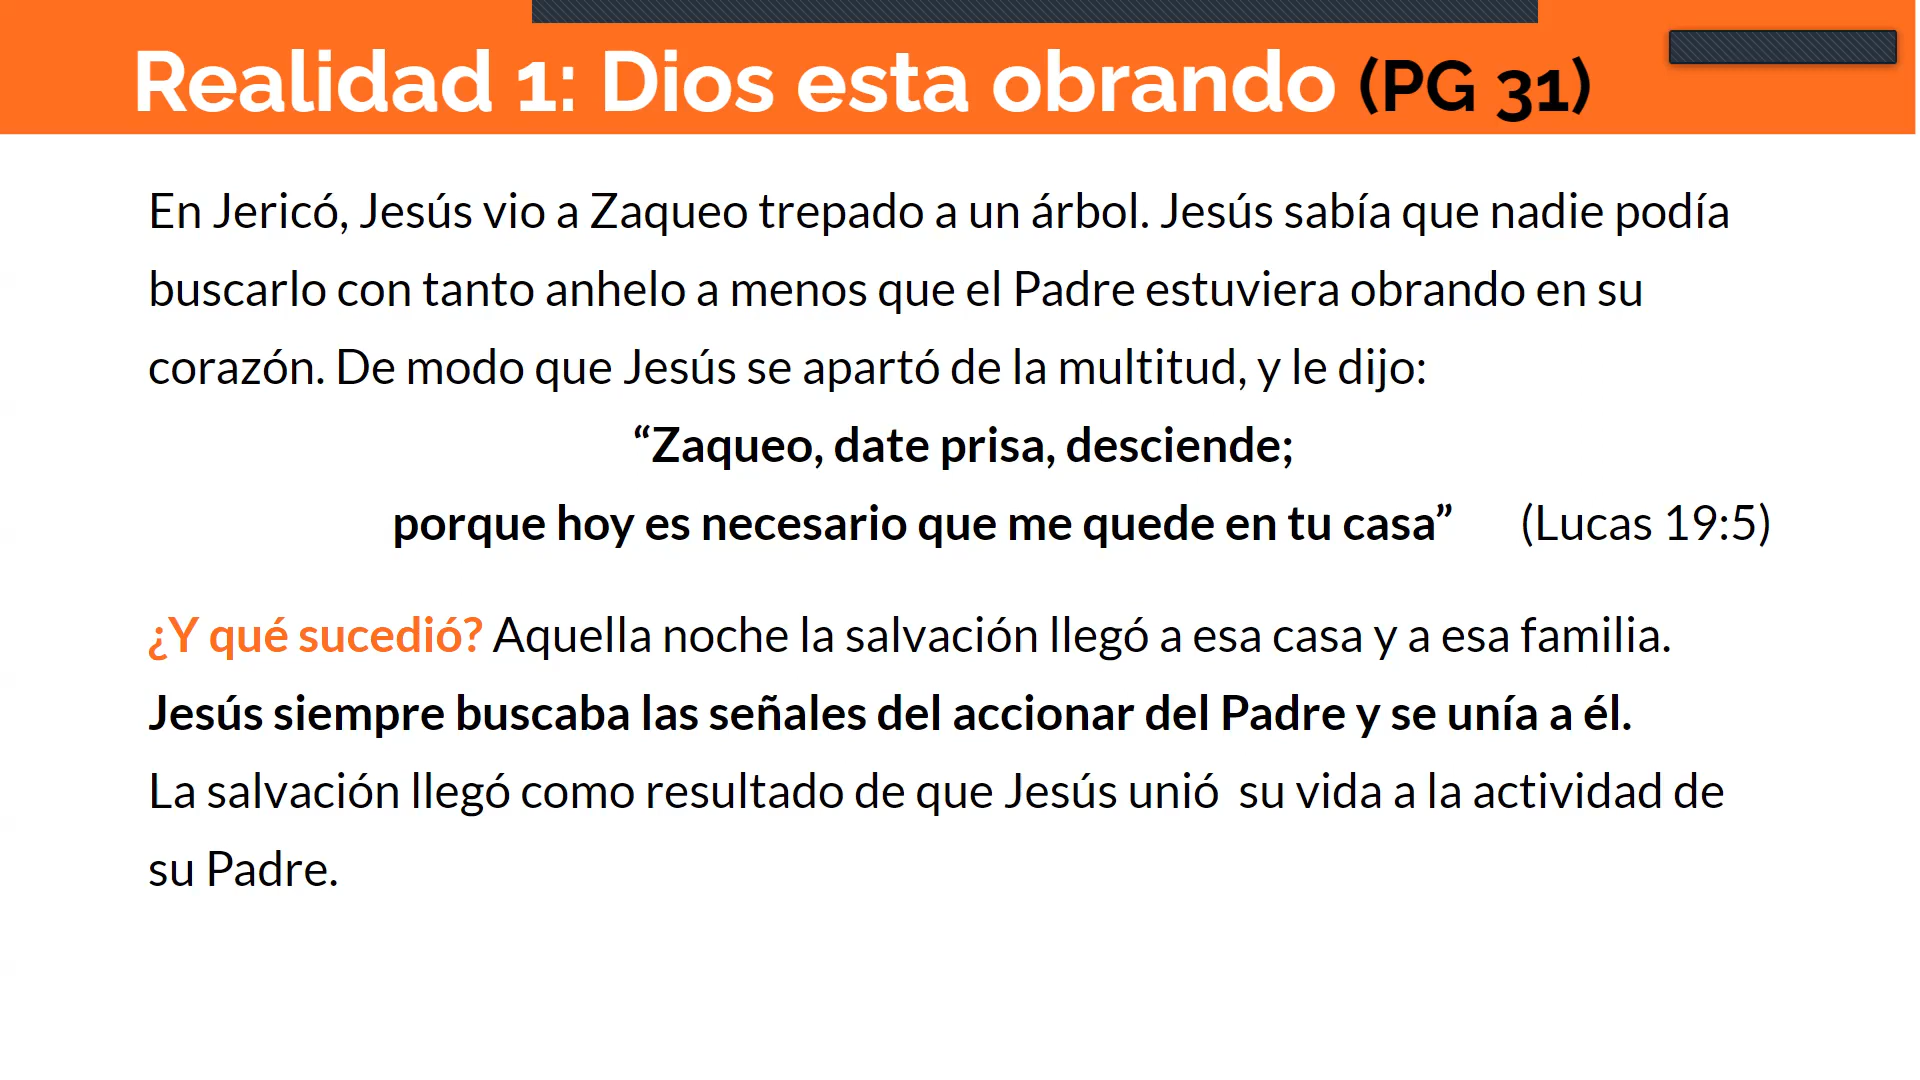 Realidad 1: Dios esta obrando (PG 31)
En Jericó, Jesús vio a Zaqueo trepado a un árbol. Jesús sabía que nadie podía
buscarlo con tanto anhelo a menos que el Padre estuviera obrando en su
corazón. De modo que Jesús se apartó de la multitud, y le dijo:
“Zaqueo, date prisa, desciende;
porque hoy es necesario que me quede en tu casa” (Lucas 19:5)
¿Y qué sucedió? Aquella noche la salvación llegó a esa casa y a esa familia.
Jesús siempre buscaba las señales del accionar del Padre y se unía a él.
La salvación llegó como resultado de que Jesús unió  su vida a la actividad de
su Padre.